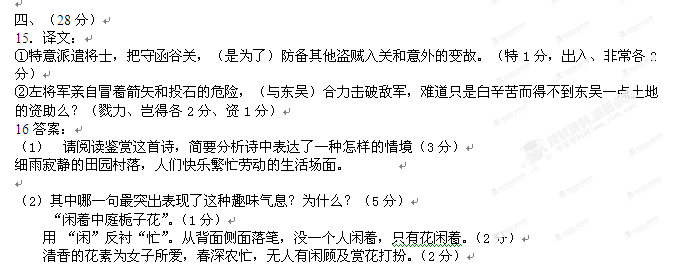 四、（28 分）
15. 译文：
①特意派遣将士，把守函谷关，（是为了）防备其他盗贼入关和意外的变故。（特 1 分，出入、非常各 2
分）
②左将军亲自冒着箭矢和投石的危险，（与东吴）合力击破敌军，难道只是白辛苦而得不到东吴一点土地
的资助么？（戮力、岂得各 2 分、资 1 分）
16 答案：
（1） 请阅读鉴赏这首诗，简要分析诗中表达了一种怎样的情境（3 分）
细雨寂静的田园村落，人们快乐繁忙劳动的生活场面。
（2）其中哪一句最突出表现了这种趣味气息？为什么？（5 分）
“闲着中庭栀子花”。（1 分）
用 “闲”反衬“忙”。从背面侧面落笔，没一个人闲着，只有花闲着。（2 分）
清香的花素为女子所爱，春深农忙，无人有闲顾及赏花打扮。（2 分）